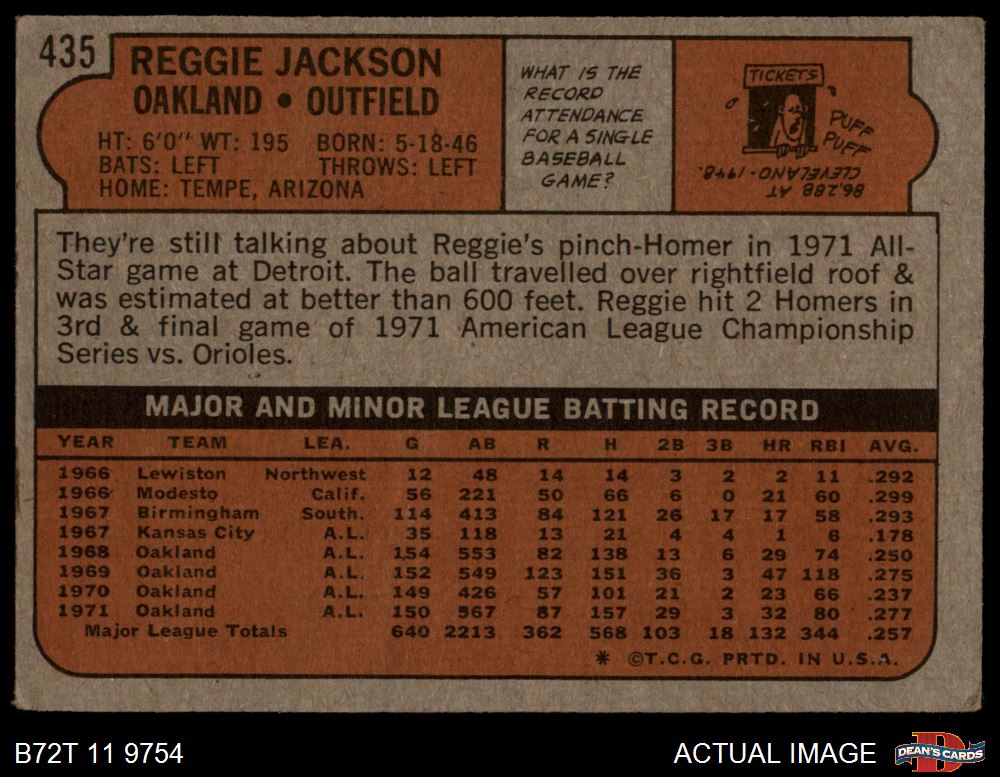 435
REGGIE JACKSON
OAKLAND • OUTFIELD
HT: 6'0" WT: 195 BORN: 5-18-46
BATS: LEFT THROWS: LEFT
HOME: TEMPE, ARIZONA
WHAT IS THE
RECORD
ATTENDANCE
FOR A SINGLE
BASEBALL
GAME?
TICKETS
PUFF
PUFF
86,288 AT
CLEVELAND - 1948.
They're still talking about Reggie's pinch-Homer in 1971 All-
Star game at Detroit. The ball travelled over rightfield roof &
was estimated at better than 600 feet. Reggie hit 2 Homers in
3rd & final game of 1971 American League Championship
Series vs. Orioles.
MAJOR AND MINOR LEAGUE BATTING RECORD
YEAR TEAM LEA. G AB R H 2B 3B HR RBI AVG.
1966 Lewiston Northwest 12 48 14 14 3 2 2 11 .292
1966 Modesto Calif. 56 221 50 66 6 0 21 60 .299
1967 Birmingham South. 114 413 84 121 26 17 17 58 .293
1967 Kansas City A.L. 35 118 13 21 4 4 1 6 .178
1968 Oakland A.L. 154 553 82 138 13 6 29 74 .250
1969 Oakland A.L. 152 549 123 151 36 3 47 118 .275
1970 Oakland A.L. 149 426 57 101 21 2 23 66 .237
1971 Oakland A.L. 150 567 87 157 29 3 32 80 .277
Major League Totals 640 2213 362 568 103 18 132 344 .257
* ©T.C.G. PRTD. IN U.S.A.
B72T 11 9754
ACTUAL IMAGE
DEAN'S CARDS